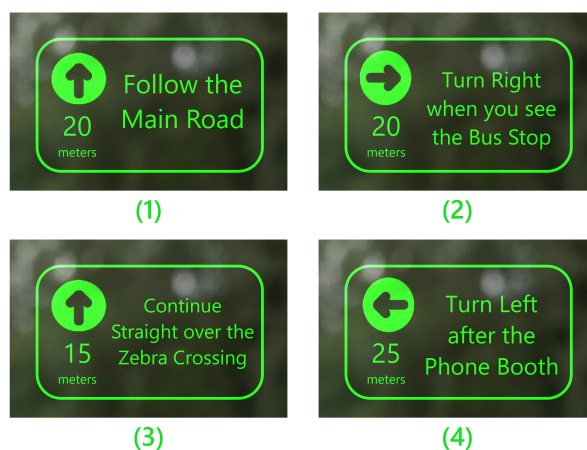 20
meters
Follow the
Main Road
(1)
20
meters
Turn Right
when you see
the Bus Stop
(2)
15
meters
Continue
Straight over the
Zebra Crossing
(3)
25
meters
Turn Left
after the
Phone Booth
(4)